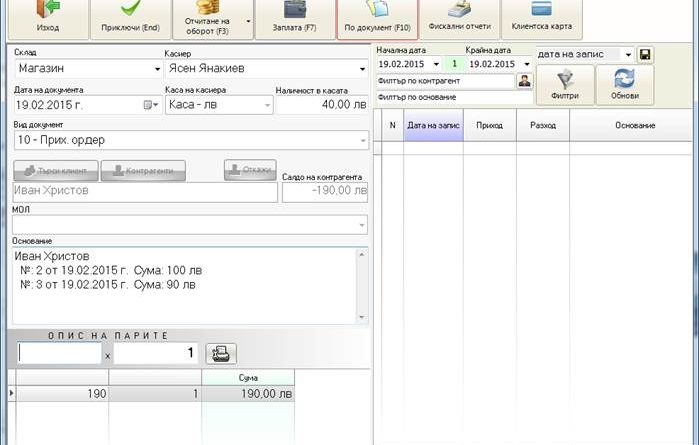 Изход
Приключи (End)
Отчитане на оборот (F3)
Заплата (F7)
По документ (F10)
Фискални отчети
Клиентска карта
Склад
Касиер
Магазин
Ясен Янакиев
Дата на документа
Каса на касиера
Наличност в касата
19.02.2015 г.
Каса - лв
40,00 лв
Вид документ
10 - Прих. ордер
Търси клиент
Контрагенти
Откажи
Салдо на контрагента
Иван Христов
-190,00 лв
МОЛ
Основание
Иван Христов
№: 2 от 19.02.2015 г. Сума: 100 лв
№: 3 от 19.02.2015 г. Сума: 90 лв
ОПИС НА ПАРИТЕ
x
1
Сума
190 1 190,00 лв
Начална дата
Крайна дата
19.02.2015
1
19.02.2015
дата на запис
Филтър по контрагент
Филтър по основание
Филтри
Обнови
N Дата на запис Приход Разход Основание